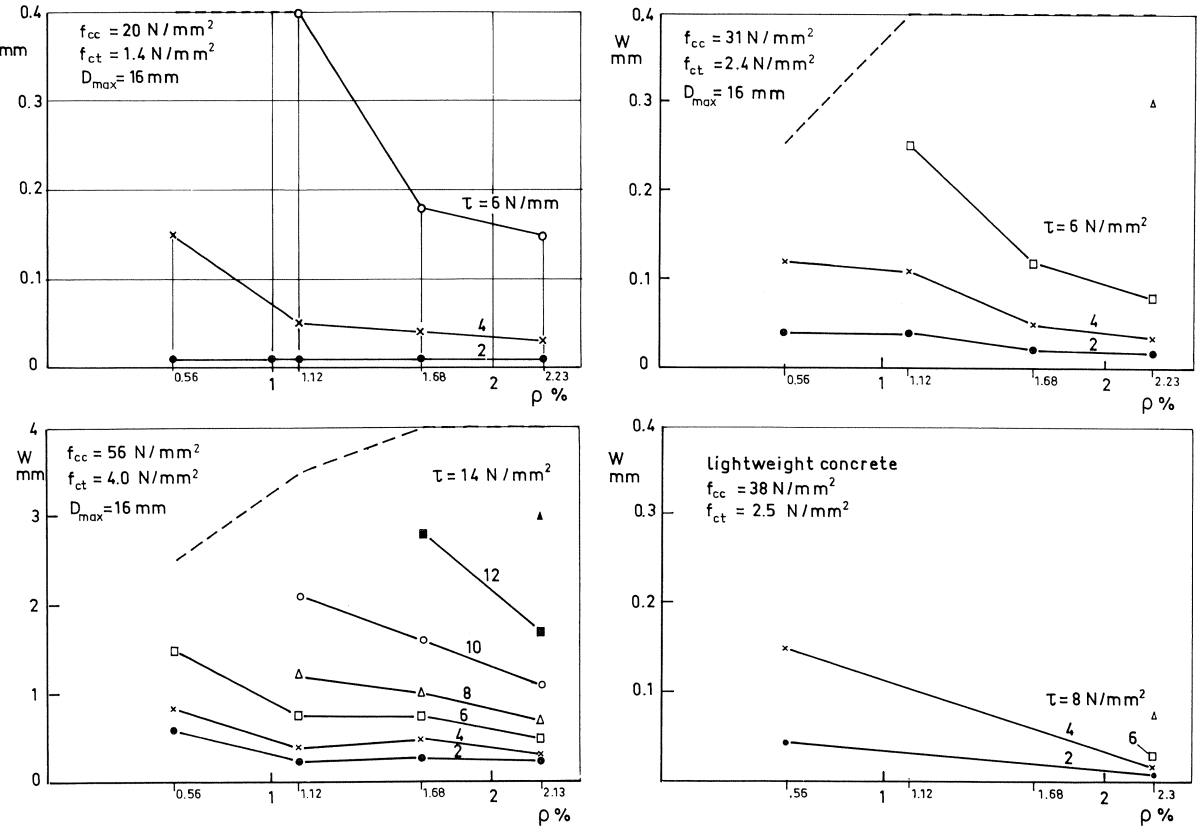 0.4
mm
f_cc = 20 N/mm²
f_ct = 1.4 N/mm²
D_max = 16 mm
0.3
0.2
τ = 6 N/mm
0.1
4
2
0
0.56
1
1.12
1.68
2
2.23
ρ %
0.4
W
mm
f_cc = 31 N/mm²
f_ct = 2.4 N/mm²
D_max = 16 mm
0.3
0.2
τ = 6 N/mm²
0.1
4
2
0
0.56
1
1.12
1.68
2
2.23
ρ %
4
W
mm
f_cc = 56 N/mm²
f_ct = 4.0 N/mm²
D_max = 16 mm
τ = 14 N/mm²
3
12
2
10
8
1
6
4
2
0
0.56
1
1.12
1.68
2
2.13
ρ %
0.4
W
mm
lightweight concrete
f_cc = 38 N/mm²
f_ct = 2.5 N/mm²
0.3
0.2
0.1
τ = 8 N/mm²
4
6
2
.56
1
1.12
1.68
2
2.3
ρ %